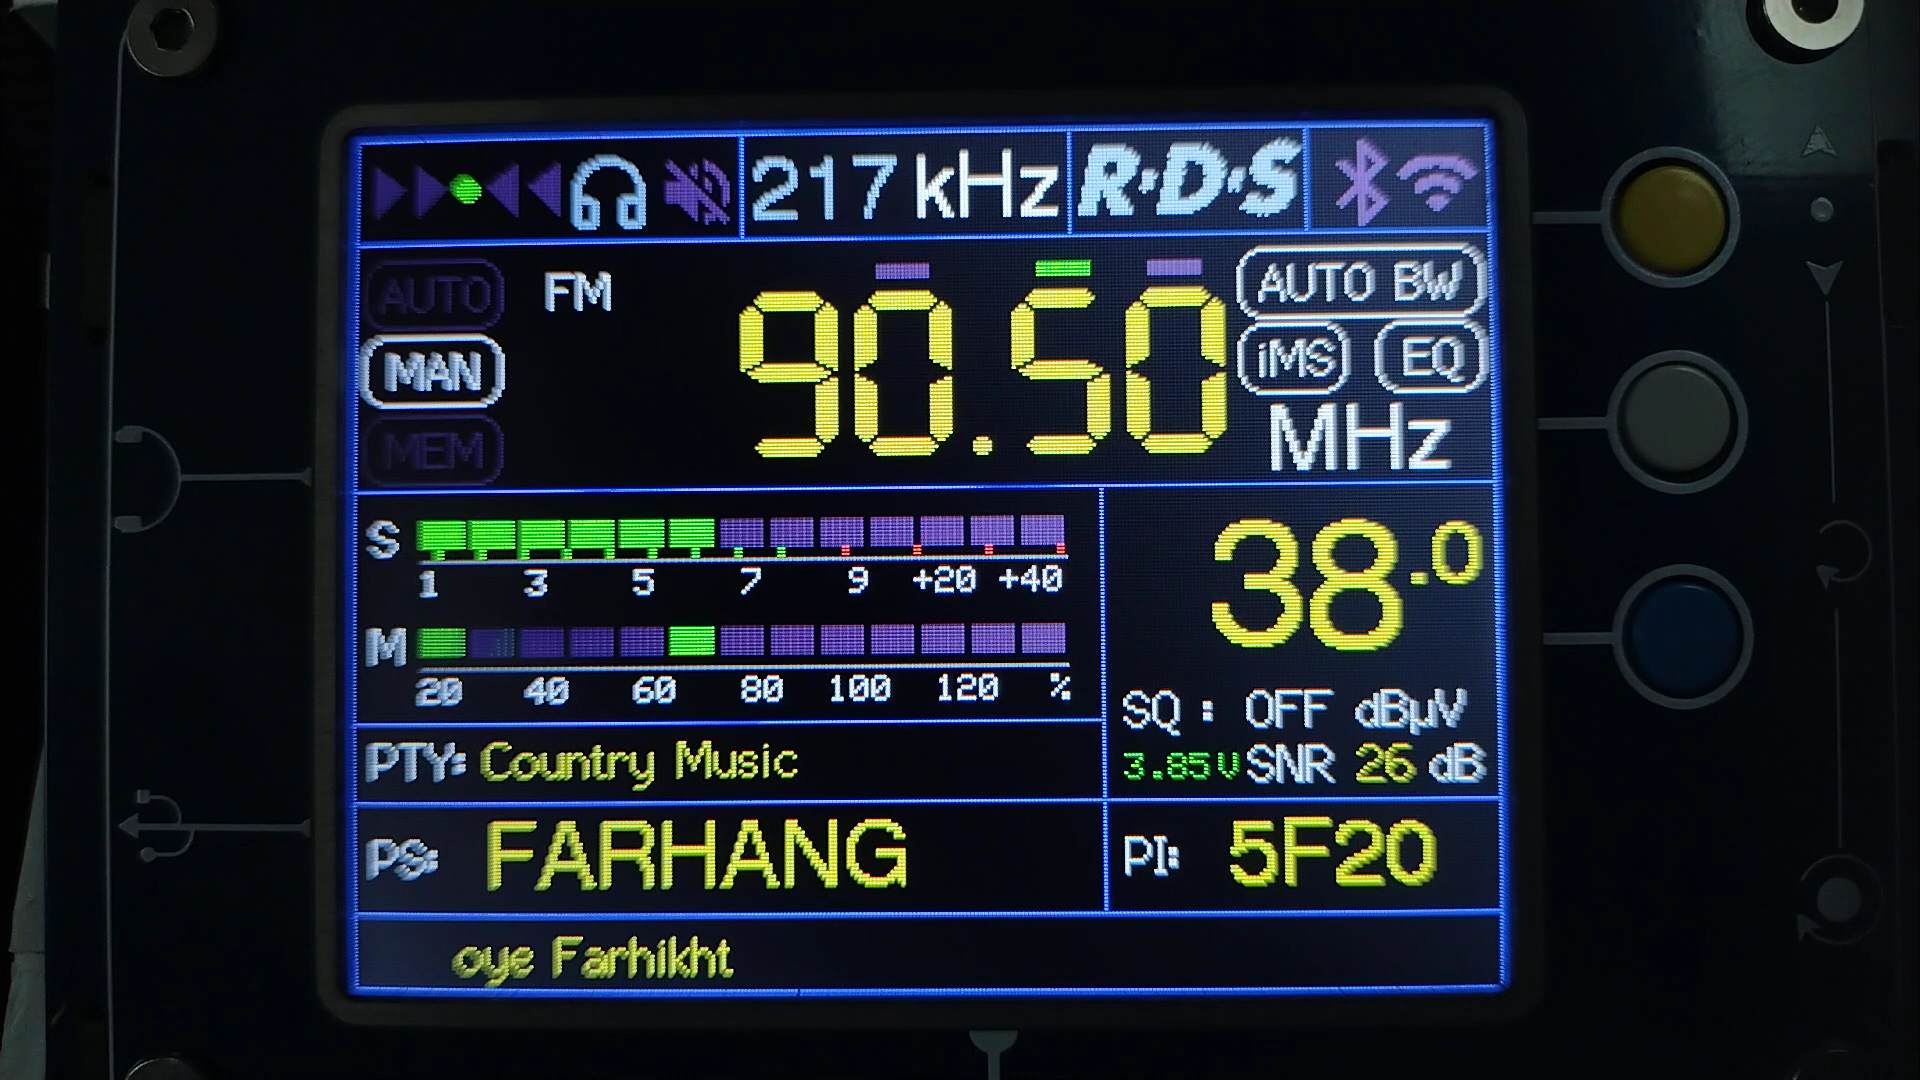 217 kHz R·D·S
AUTO FM 90.50 AUTO BW
MAN iMS EQ
MEM MHz
S 1 3 5 7 9 +20 +40
38.0
M 20 40 60 80 100 120 %
SQ : OFF dBµV
PTY: Country Music 3.85V SNR 26 dB
PS: FARHANG PI: 5F20
oye Farhikht